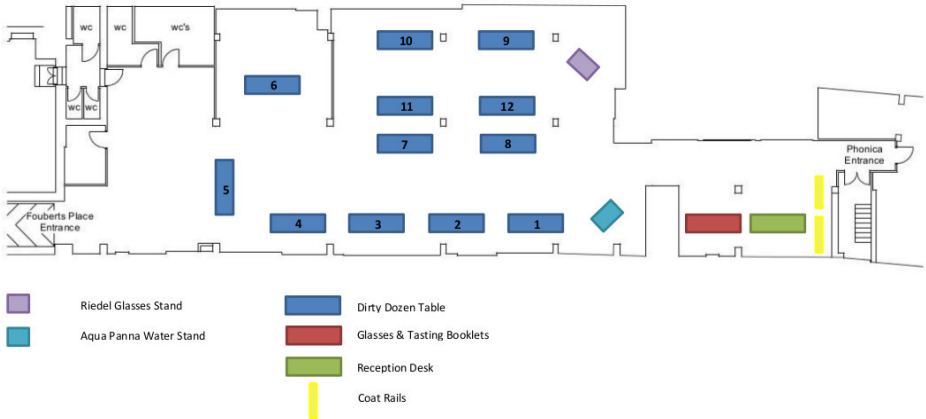 WC
WC
WC's
10
9
6
WC
WC
11
12
7
8
Phonica
Entrance
5
Fouberts Place
Entrance
4
3
2
1
Riedel Glasses Stand
Dirty Dozen Table
Aqua Panna Water Stand
Glasses & Tasting Booklets
Reception Desk
Coat Rails